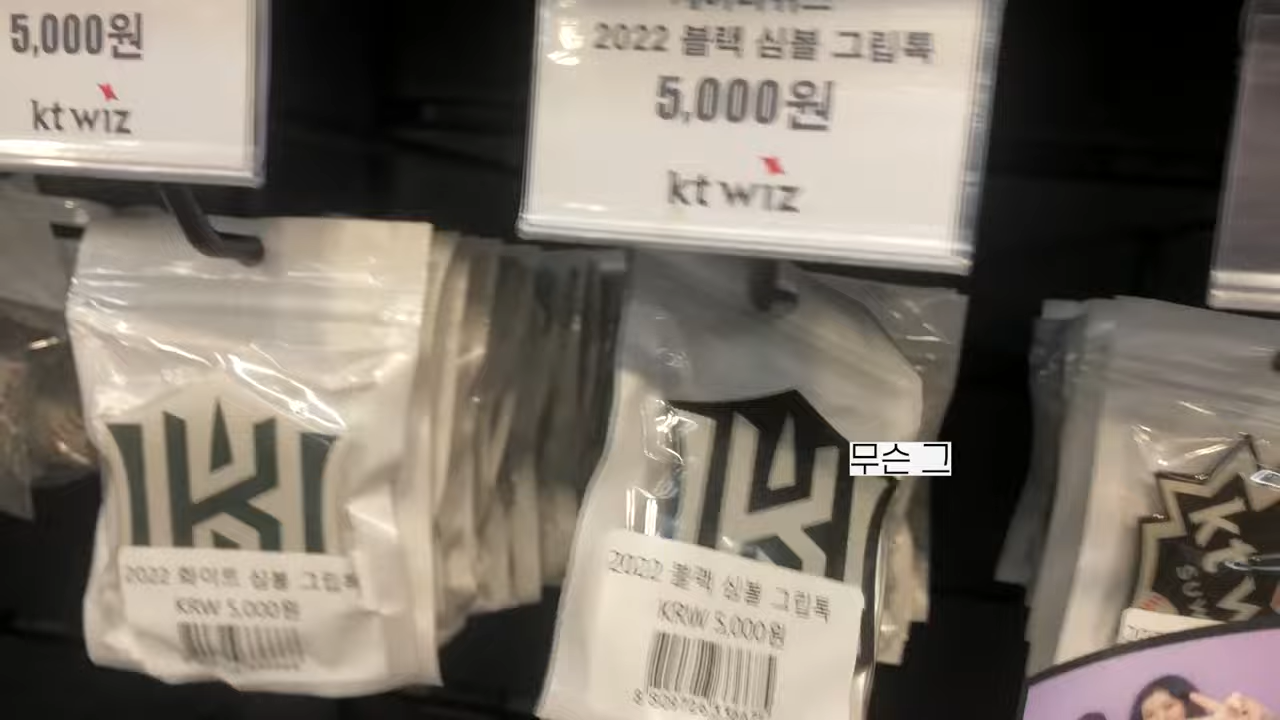 5,000원
kt wiz
2022 블랙 심볼 그립톡
5,000원
kt wiz
무슨 그
2022 화이트 심볼 그립톡
KRW 5,000원
2022 블랙 심볼 그립톡
KRW 5,000원
kt